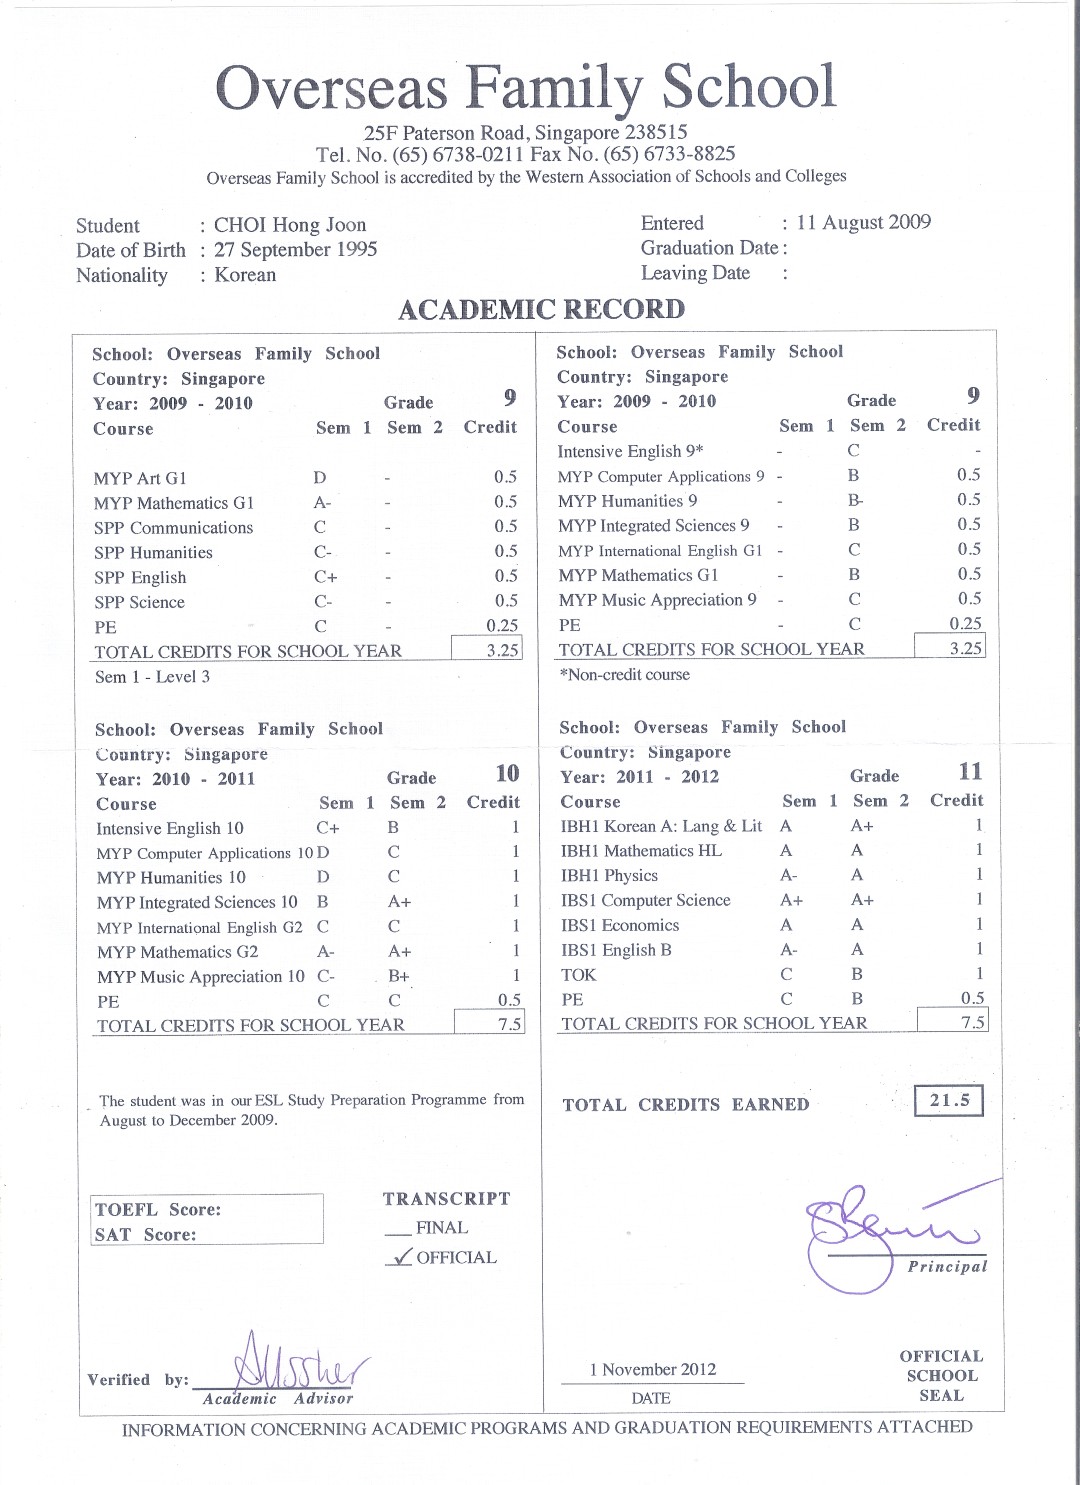 Overseas Family School
25F Paterson Road, Singapore 238515
Tel. No. (65) 6738-0211 Fax No. (65) 6733-8825
Overseas Family School is accredited by the Western Association of Schools and Colleges
Student : CHOI Hong Joon
Date of Birth : 27 September 1995
Nationality : Korean
Entered : 11 August 2009
Graduation Date :
Leaving Date :
ACADEMIC RECORD
School: Overseas Family School
Country: Singapore
Year: 2009 - 2010 Grade 9
Course Sem 1 Sem 2 Credit
MYP Art G1 D - 0.5
MYP Mathematics G1 A- - 0.5
SPP Communications C - 0.5
SPP Humanities C- - 0.5
SPP English C+ - 0.5
SPP Science C- - 0.5
PE C - 0.25
TOTAL CREDITS FOR SCHOOL YEAR 3.25
Sem 1 - Level 3
School: Overseas Family School
Country: Singapore
Year: 2009 - 2010 Grade 9
Course Sem 1 Sem 2 Credit
Intensive English 9* - C -
MYP Computer Applications 9 - B 0.5
MYP Humanities 9 - B- 0.5
MYP Integrated Sciences 9 - B 0.5
MYP International English G1 - C 0.5
MYP Mathematics G1 - B 0.5
MYP Music Appreciation 9 - C 0.5
PE - C 0.25
TOTAL CREDITS FOR SCHOOL YEAR 3.25
*Non-credit course
School: Overseas Family School
Country: Singapore
Year: 2010 - 2011 Grade 10
Course Sem 1 Sem 2 Credit
Intensive English 10 C+ B 1
MYP Computer Applications 10 D C 1
MYP Humanities 10 D C 1
MYP Integrated Sciences 10 B A+ 1
MYP International English G2 C C 1
MYP Mathematics G2 A- A+ 1
MYP Music Appreciation 10 C- B+ 1
PE C C 0.5
TOTAL CREDITS FOR SCHOOL YEAR 7.5
School: Overseas Family School
Country: Singapore
Year: 2011 - 2012 Grade 11
Course Sem 1 Sem 2 Credit
IBH1 Korean A: Lang & Lit A A+ 1
IBH1 Mathematics HL A A 1
IBH1 Physics A- A 1
IBS1 Computer Science A+ A+ 1
IBS1 Economics A A 1
IBS1 English B A- A 1
TOK C B 1
PE C B 0.5
TOTAL CREDITS FOR SCHOOL YEAR 7.5
The student was in our ESL Study Preparation Programme from
August to December 2009.
TOTAL CREDITS EARNED 21.5
TOEFL Score:
SAT Score:
TRANSCRIPT
FINAL
✓ OFFICIAL
Principal
Verified by:
Academic Advisor
1 November 2012
DATE
OFFICIAL
SCHOOL
SEAL
INFORMATION CONCERNING ACADEMIC PROGRAMS AND GRADUATION REQUIREMENTS ATTACHED